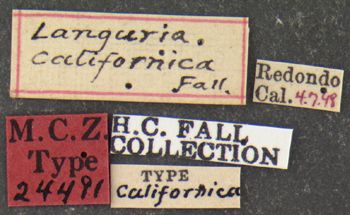 Languria.
californica
Fall.
Redondo
Cal. 4.7.98
M.C.Z.
Type
24491
H.C. FALL
COLLECTION
TYPE
Californica